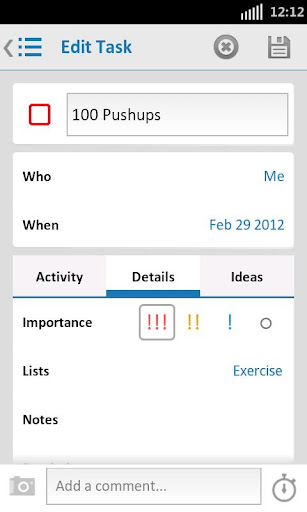 12:12
Edit Task
100 Pushups
Who Me
When Feb 29 2012
Activity Details Ideas
Importance !!! !! !
Lists Exercise
Notes
Add a comment...